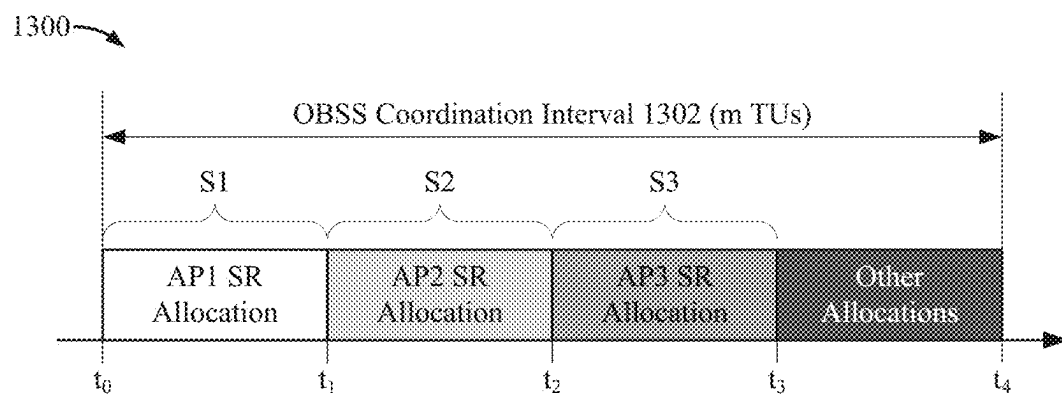 1300
OBSS Coordination Interval 1302 (m TUs)
S1 S2 S3
AP1 SR AP2 SR AP3 SR Other
Allocation Allocation Allocation Allocations
t0 t1 t2 t3 t4